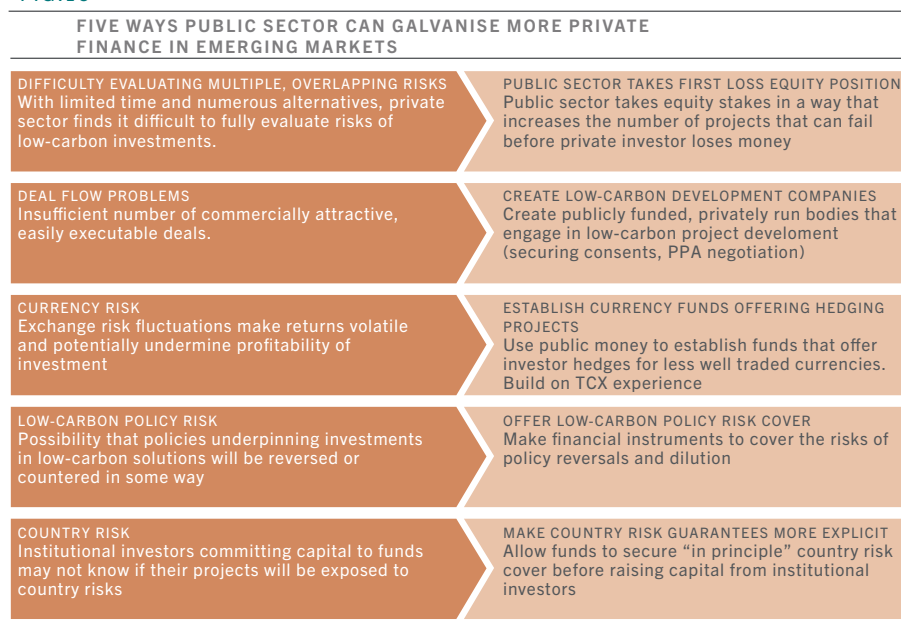 FIVE WAYS PUBLIC SECTOR CAN GALVANISE MORE PRIVATE
FINANCE IN EMERGING MARKETS
DIFFICULTY EVALUATING MULTIPLE, OVERLAPPING RISKS
With limited time and numerous alternatives, private
sector finds it difficult to fully evaluate risks of
low-carbon investments.
PUBLIC SECTOR TAKES FIRST LOSS EQUITY POSITION
Public sector takes equity stakes in a way that
increases the number of projects that can fail
before private investor loses money
DEAL FLOW PROBLEMS
Insufficient number of commercially attractive,
easily executable deals.
CREATE LOW-CARBON DEVELOPMENT COMPANIES
Create publicly funded, privately run bodies that
engage in low-carbon project develoment
(securing consents, PPA negotiation)
CURRENCY RISK
Exchange risk fluctuations make returns volatile
and potentially undermine profitability of
investment
ESTABLISH CURRENCY FUNDS OFFERING HEDGING
PROJECTS
Use public money to establish funds that offer
investor hedges for less well traded currencies.
Build on TCX experience
LOW-CARBON POLICY RISK
Possibility that policies underpinning investments
in low-carbon solutions will be reversed or
countered in some way
OFFER LOW-CARBON POLICY RISK COVER
Make financial instruments to cover the risks of
policy reversals and dilution
COUNTRY RISK
Institutional investors committing capital to funds
may not know if their projects will be exposed to
country risks
MAKE COUNTRY RISK GUARANTEES MORE EXPLICIT
Allow funds to secure “in principle” country risk
cover before raising capital from institutional
investors